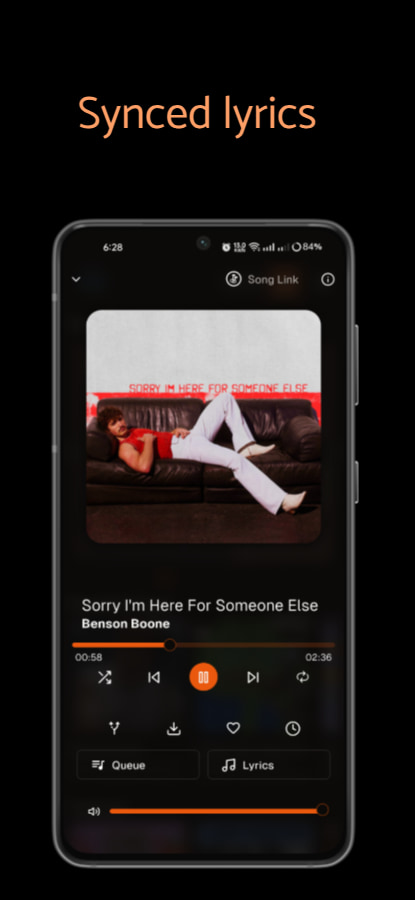 Synced lyrics
6:28
84%
Song Link
SORRY IM HERE FOR SOMEONE ELSE
Sorry I'm Here For Someone Else
Benson Boone
00:58
02:36
Queue
Lyrics